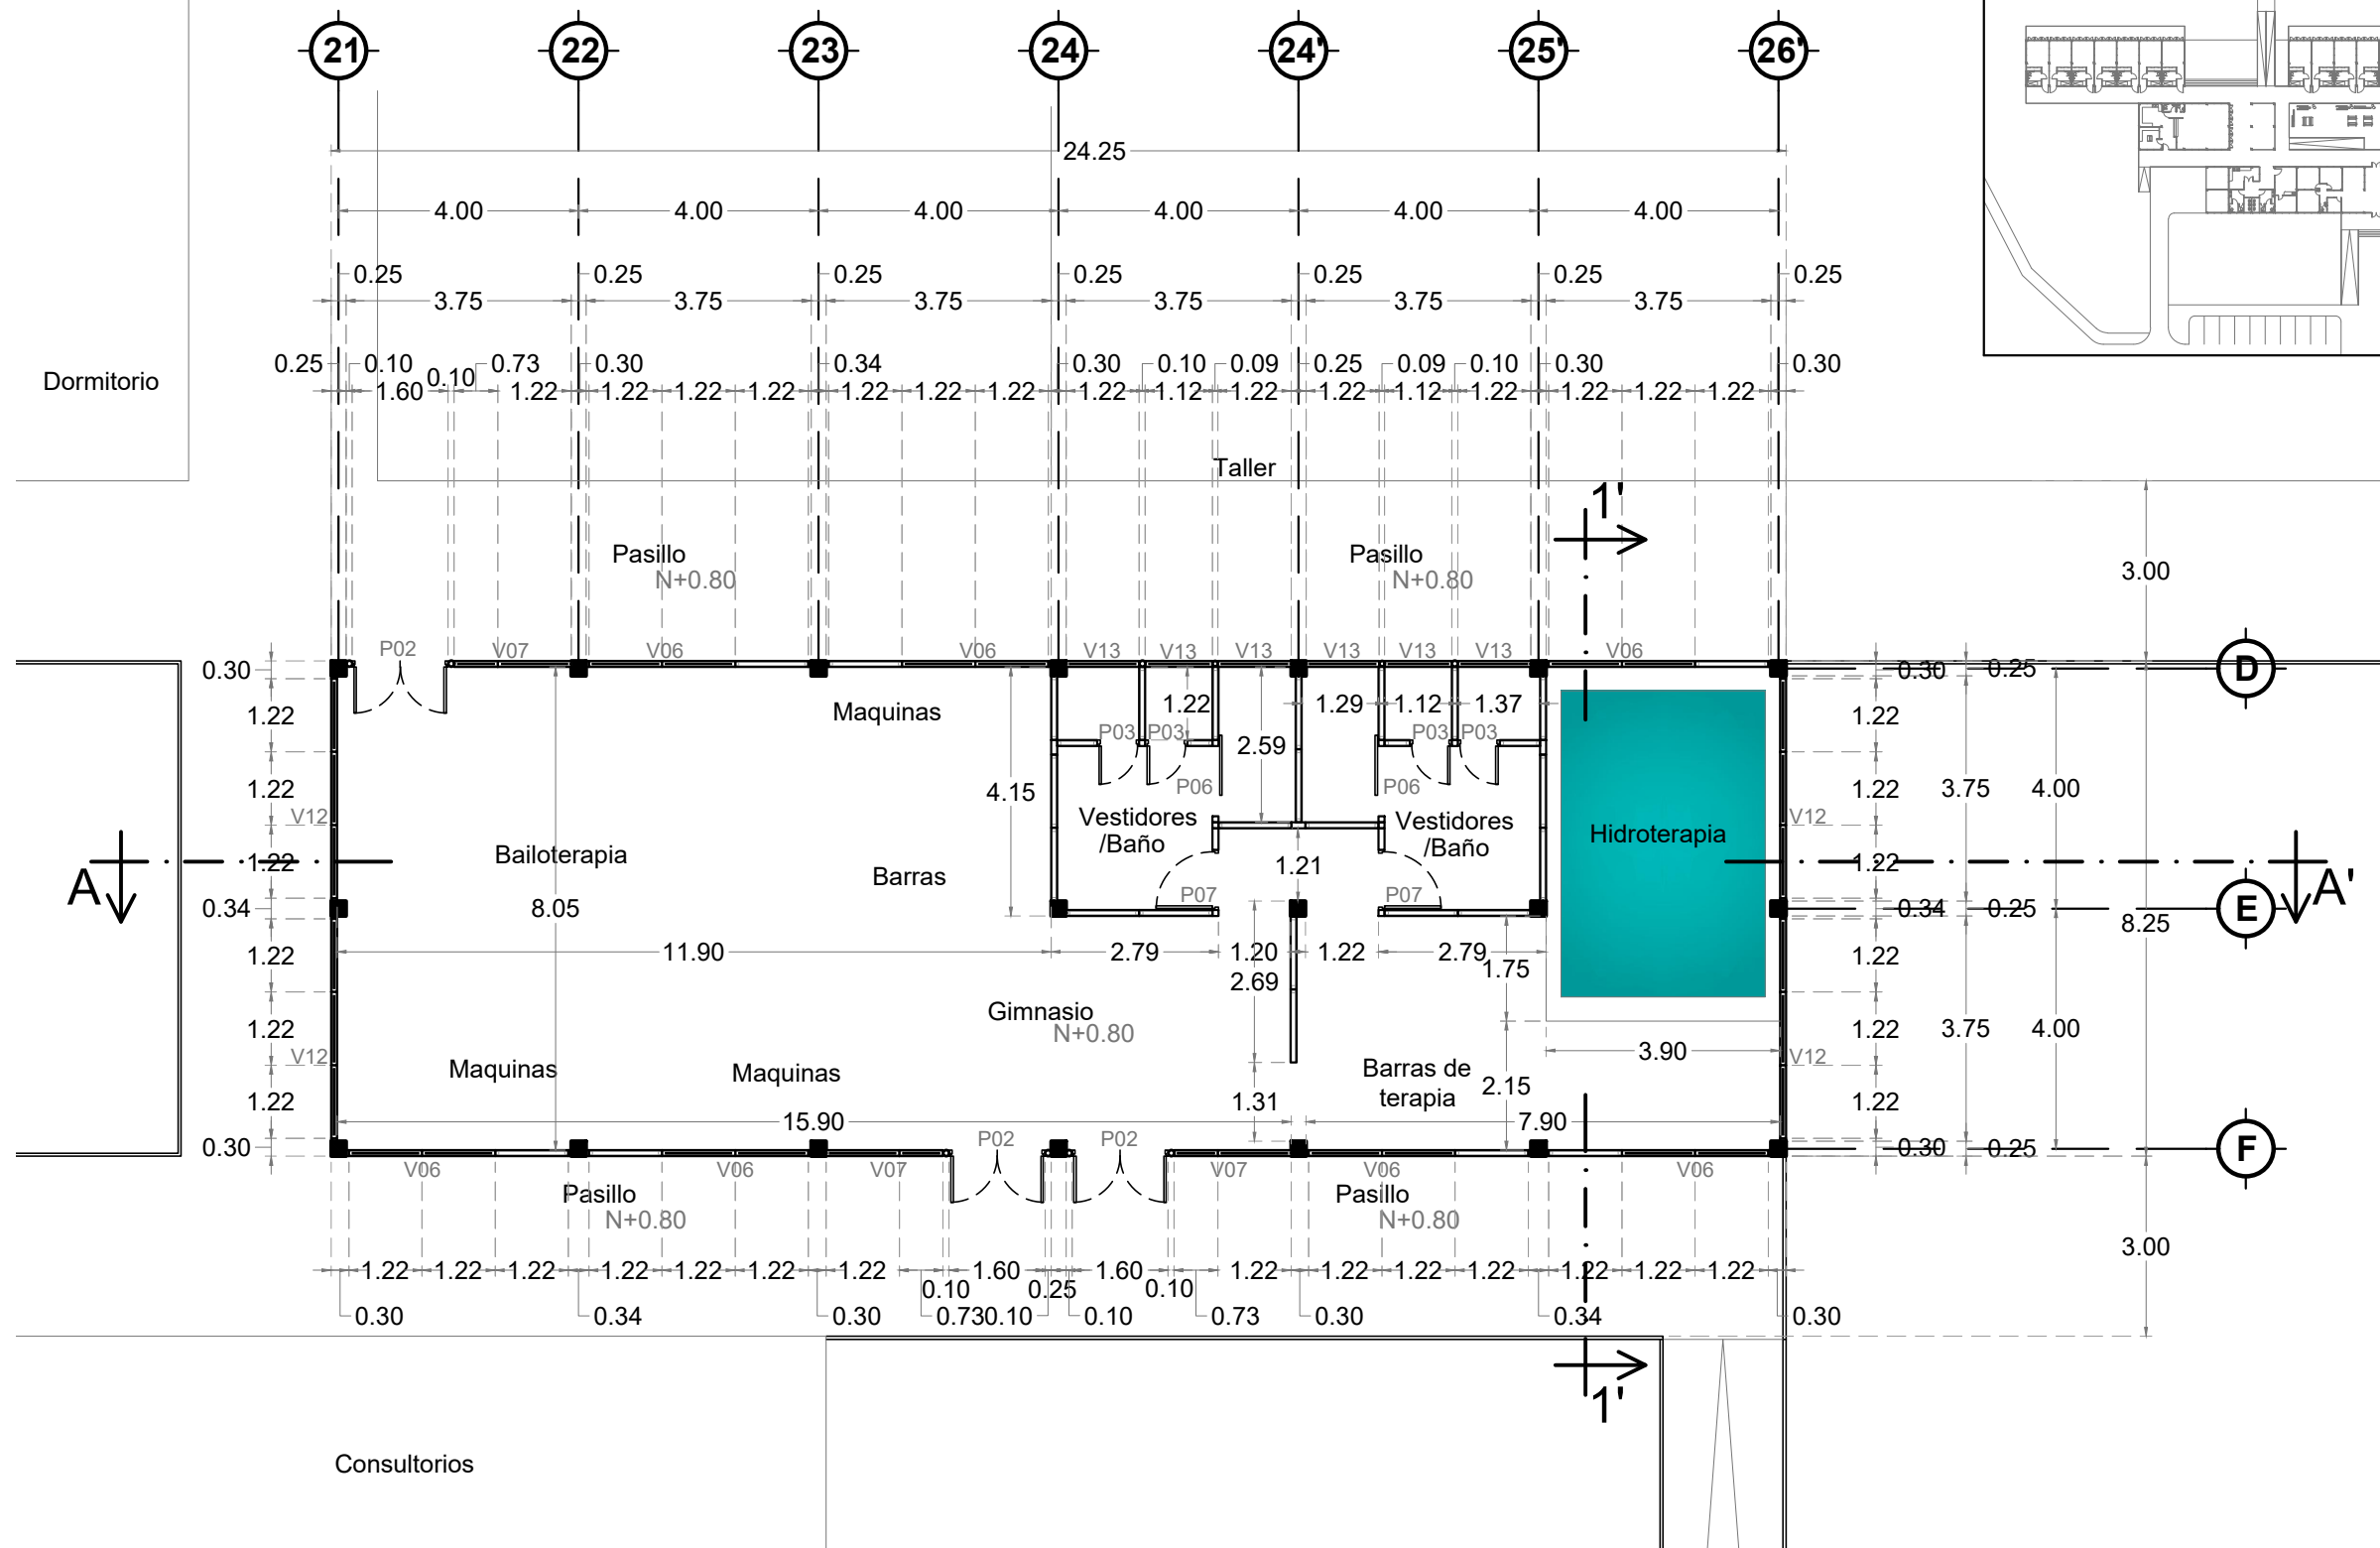 21 22 23 24 24' 25' 26'
24.25
4.00 4.00 4.00 4.00 4.00 4.00
0.25 0.25 0.25 0.25 0.25 0.25 0.25
3.75 3.75 3.75 3.75 3.75 3.75
0.25 0.10 0.73 0.30 0.34 0.30 0.10 0.09 0.25 0.09 0.10 0.30 0.30
1.60 0.10 1.22 1.22 1.22 1.22 1.22 1.22 1.22 1.22 1.12 1.22 1.22 1.12 1.22 1.22 1.22 1.22
Dormitorio
Taller
1'
Pasillo Pasillo
N+0.80 N+0.80
3.00
P02 V07 V06 V06 V13 V13 V13 V13 V13 V13 V06
0.30 0.30 0.25 D
1.22 Maquinas 1.22 1.29 1.12 1.37 1.22
P03 P03 P03 P03
2.59
1.22 4.15 P06 P06 1.22 3.75 4.00
V12 V12
Vestidores
/Baño
Vestidores
/Baño
Hidroterapia
A 1.22 Bailoterapia Barras 1.21 1.22 A'
0.34 8.05 P07 P07 0.34 0.25 E
8.25
1.22 11.90 2.79 1.20 1.22 2.79 1.22
2.69 1.75
Gimnasio
N+0.80
1.22 1.22 3.75 4.00
V12 3.90 V12
Maquinas Maquinas
Barras de
terapia
2.15
1.22 15.90 1.31 7.90 1.22
0.30 P02 P02 0.30 0.25 F
V06 V06 V07 V07 V06 V06
Pasillo Pasillo
N+0.80 N+0.80
3.00
1.22 1.22 1.22 1.22 1.22 1.22 1.22 1.60 1.60 1.22 1.22 1.22 1.22 1.22 1.22 1.22
0.10 0.25 0.10
0.30 0.34 0.30 0.73 0.10 0.10 0.73 0.30 0.34 0.30
1'
Consultorios